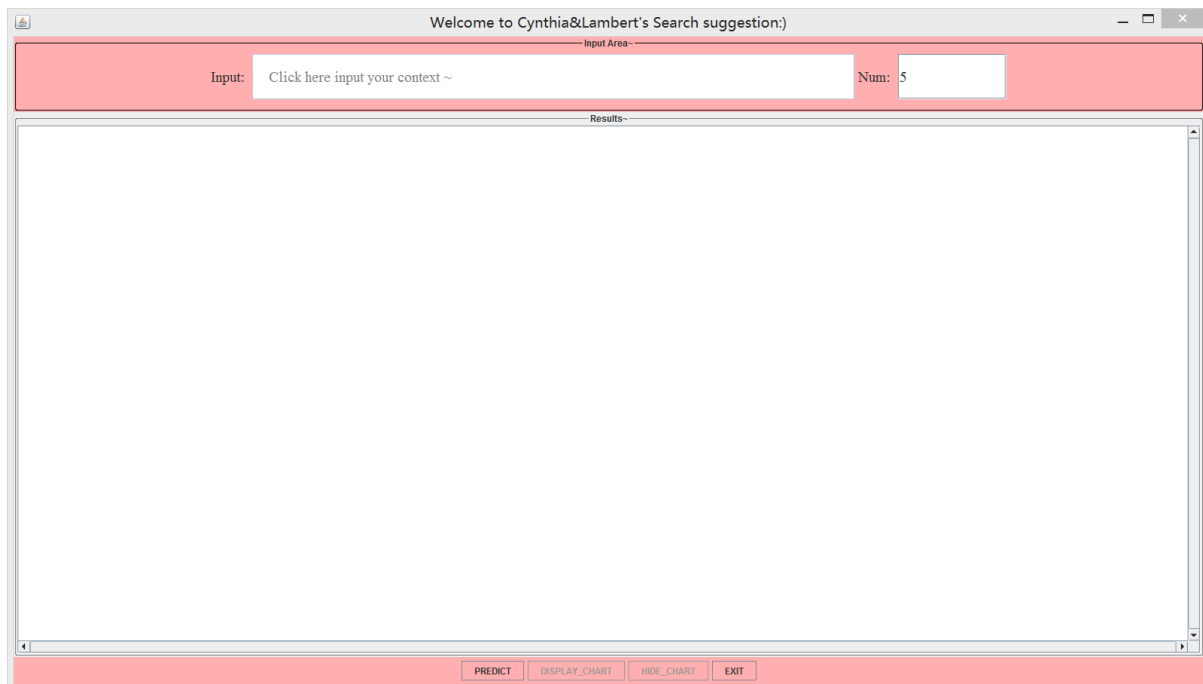 Welcome to Cynthia&Lambert's Search suggestion:)
Input Area~
Input: Click here input your context ~ Num: 5
Results~
PREDICT DISPLAY_CHART HIDE_CHART EXIT